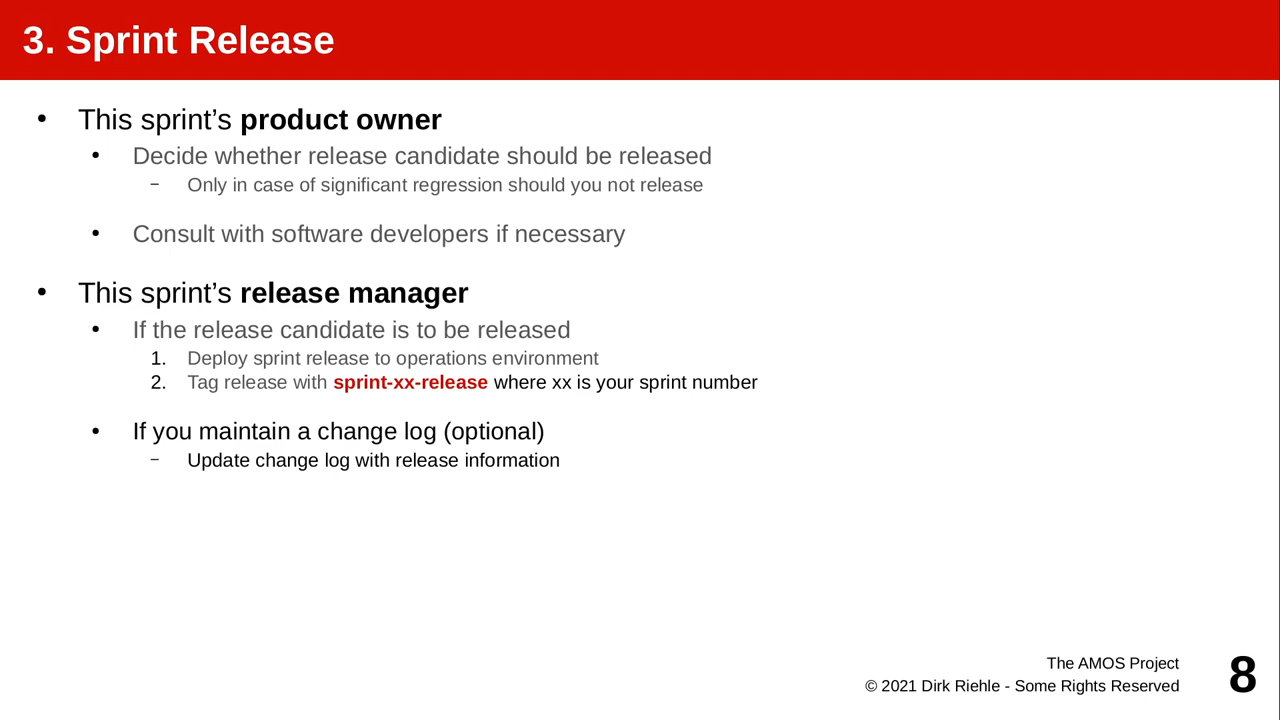 3. Sprint Release
• This sprint’s product owner
• Decide whether release candidate should be released
– Only in case of significant regression should you not release
• Consult with software developers if necessary
• This sprint’s release manager
• If the release candidate is to be released
1. Deploy sprint release to operations environment
2. Tag release with sprint-xx-release where xx is your sprint number
• If you maintain a change log (optional)
– Update change log with release information
The AMOS Project
© 2021 Dirk Riehle - Some Rights Reserved
8